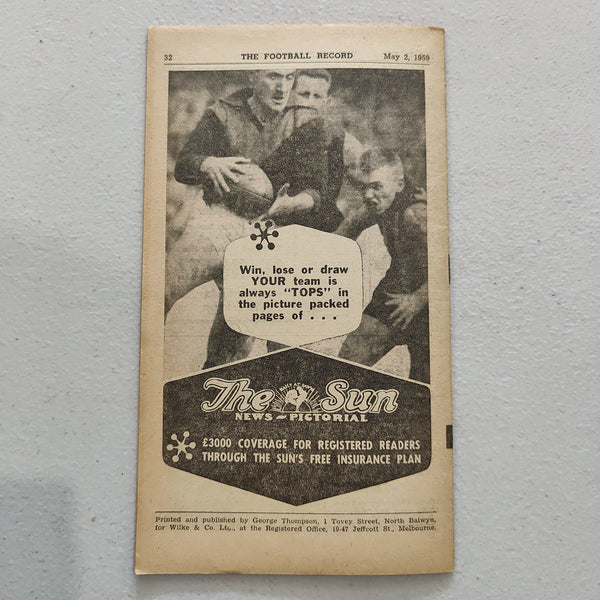 32 THE FOOTBALL RECORD May 2, 1959
Win, lose or draw
YOUR team is
always "TOPS" in
the picture packed
pages of . . .
The Sun
NEWS-PICTORIAL
£3000 COVERAGE FOR REGISTERED READERS
THROUGH THE SUN'S FREE INSURANCE PLAN
Printed and published by George Thompson, 1 Tovey Street, North Balwyn,
for Wilke & Co. Ltd., at the Registered Office, 19-47 Jeffcott St., Melbourne.